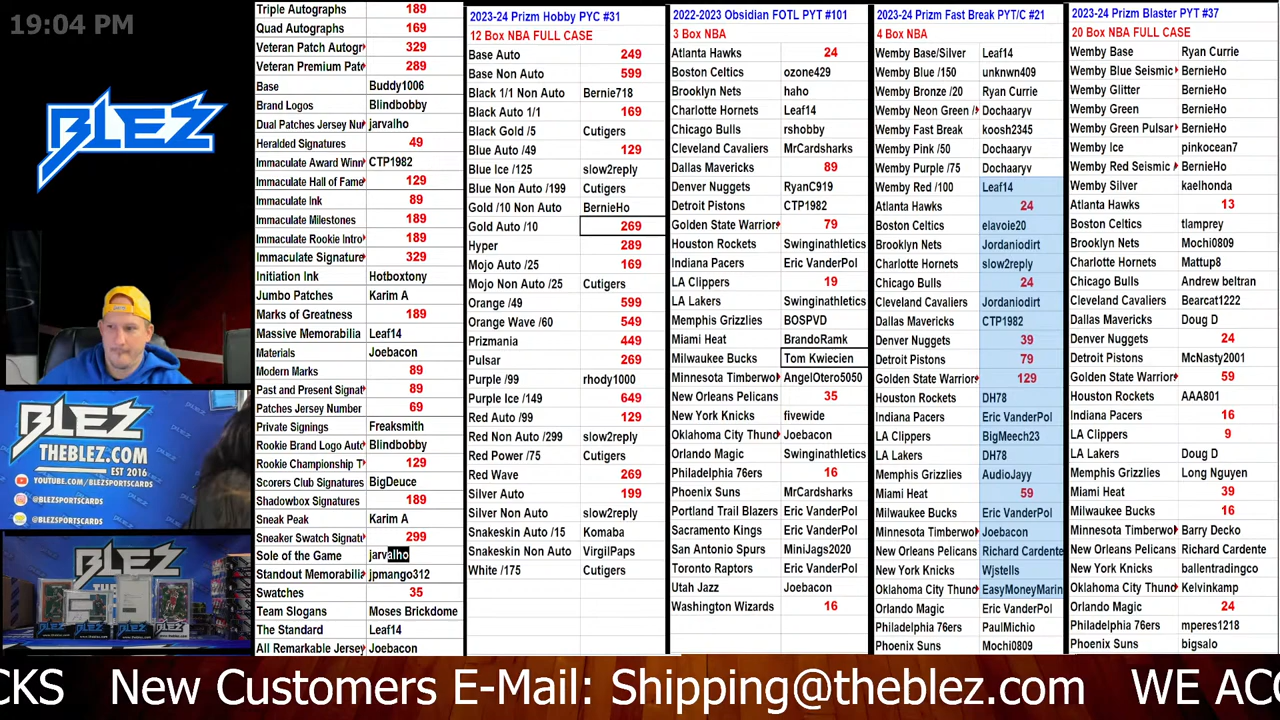 19:04 PM
BLEZ
BLEZ
THEBLEZ.COM
EST 2016
YOUTUBE.COM/BLEZSPORTSCARDS
@BLEZSPORTSCARDS
@BLEZSPORTSCARDS
BLEZ
Triple Autographs 189
Quad Autographs 169
Veteran Patch Autogr 329
Veteran Premium Pate 289
Base Buddy1006
Brand Logos Blindbobby
Dual Patches Jersey Nu jarvalho
Heralded Signatures 49
Immaculate Award Winn CTP1982
Immaculate Hall of Fame 129
Immaculate Ink 89
Immaculate Milestones 189
Immaculate Rookie Intro 189
Immaculate Signature 329
Initiation Ink Hotboxtony
Jumbo Patches Karim A
Marks of Greatness 189
Massive Memorabilia Leaf14
Materials Joebacon
Modern Marks 89
Past and Present Signat 89
Patches Jersey Number 69
Private Signings Freaksmith
Rookie Brand Logo Auto Blindbobby
Rookie Championship T 129
Scorers Club Signatures BigDeuce
Shadowbox Signatures 189
Sneak Peak Karim A
Sneaker Swatch Signat 299
Sole of the Game jarvalho
Standout Memorabili jpmango312
Swatches 35
Team Slogans Moses Brickdome
The Standard Leaf14
All Remarkable Jersey Joebacon
2023-24 Prizm Hobby PYC #31
12 Box NBA FULL CASE
Base Auto 249
Base Non Auto 599
Black 1/1 Non Auto Bernie718
Black Auto 1/1 169
Black Gold /5 Cutigers
Blue Auto /49 129
Blue Ice /125 slow2reply
Blue Non Auto /199 Cutigers
Gold /10 Non Auto BernieHo
Gold Auto /10 269
Hyper 289
Mojo Auto /25 169
Mojo Non Auto /25 Cutigers
Orange /49 599
Orange Wave /60 549
Prizmania 449
Pulsar 269
Purple /99 rhody1000
Purple Ice /149 649
Red Auto /99 129
Red Non Auto /299 slow2reply
Red Power /75 Cutigers
Red Wave 269
Silver Auto 199
Silver Non Auto slow2reply
Snakeskin Auto /15 Komaba
Snakeskin Non Auto VirgilPaps
White /175 Cutigers
2022-2023 Obsidian FOTL PYT #101
3 Box NBA
Atlanta Hawks 24
Boston Celtics ozone429
Brooklyn Nets haho
Charlotte Hornets Leaf14
Chicago Bulls rshobby
Cleveland Cavaliers MrCardsharks
Dallas Mavericks 89
Denver Nuggets RyanC919
Detroit Pistons CTP1982
Golden State Warrior 79
Houston Rockets Swinginathletics
Indiana Pacers Eric VanderPol
LA Clippers 19
LA Lakers Swinginathletics
Memphis Grizzlies BOSPVD
Miami Heat BrandoRamk
Milwaukee Bucks Tom Kwiecien
Minnesota Timberwo AngelOtero5050
New Orleans Pelicans 35
New York Knicks fivewide
Oklahoma City Thund Joebacon
Orlando Magic Swinginathletics
Philadelphia 76ers 16
Phoenix Suns MrCardsharks
Portland Trail Blazers Eric VanderPol
Sacramento Kings Eric VanderPol
San Antonio Spurs MiniJags2020
Toronto Raptors Eric VanderPol
Utah Jazz Joebacon
Washington Wizards 16
2023-24 Prizm Fast Break PYT/C #21
4 Box NBA
Wemby Base/Silver Leaf14
Wemby Blue /150 unknwn409
Wemby Bronze /20 Ryan Currie
Wemby Neon Green / Dochaaryv
Wemby Fast Break koosh2345
Wemby Pink /50 Dochaaryv
Wemby Purple /75 Dochaaryv
Wemby Red /100 Leaf14
Atlanta Hawks 24
Boston Celtics elavoie20
Brooklyn Nets Jordaniodirt
Charlotte Hornets slow2reply
Chicago Bulls 24
Cleveland Cavaliers Jordaniodirt
Dallas Mavericks CTP1982
Denver Nuggets 39
Detroit Pistons 79
Golden State Warrior 129
Houston Rockets DH78
Indiana Pacers Eric VanderPol
LA Clippers BigMeech23
LA Lakers DH78
Memphis Grizzlies AudioJayy
Miami Heat 59
Milwaukee Bucks Eric VanderPol
Minnesota Timberwo Joebacon
New Orleans Pelicans Richard Cardente
New York Knicks Wjstells
Oklahoma City Thun EasyMoneyMarin
Orlando Magic Eric VanderPol
Philadelphia 76ers PaulMichio
Phoenix Suns Mochi0809
2023-24 Prizm Blaster PYT #37
20 Box NBA FULL CASE
Wemby Base Ryan Currie
Wemby Blue Seismic BernieHo
Wemby Glitter BernieHo
Wemby Green BernieHo
Wemby Green Pulsar BernieHo
Wemby Ice pinkocean7
Wemby Red Seismic BernieHo
Wemby Silver kaelhonda
Atlanta Hawks 13
Boston Celtics tlamprey
Brooklyn Nets Mochi0809
Charlotte Hornets Mattup8
Chicago Bulls Andrew beltran
Cleveland Cavaliers Bearcat1222
Dallas Mavericks Doug D
Denver Nuggets 24
Detroit Pistons McNasty2001
Golden State Warrior 59
Houston Rockets AAA801
Indiana Pacers 16
LA Clippers 9
LA Lakers Doug D
Memphis Grizzlies Long Nguyen
Miami Heat 39
Milwaukee Bucks 16
Minnesota Timberwo Barry Decko
New Orleans Pelicans Richard Cardente
New York Knicks ballentradingco
Oklahoma City Thun Kelvinkamp
Orlando Magic 24
Philadelphia 76ers mperes1218
Phoenix Suns bigsalo
CKS New Customers E-Mail: Shipping@theblez.com WE ACC